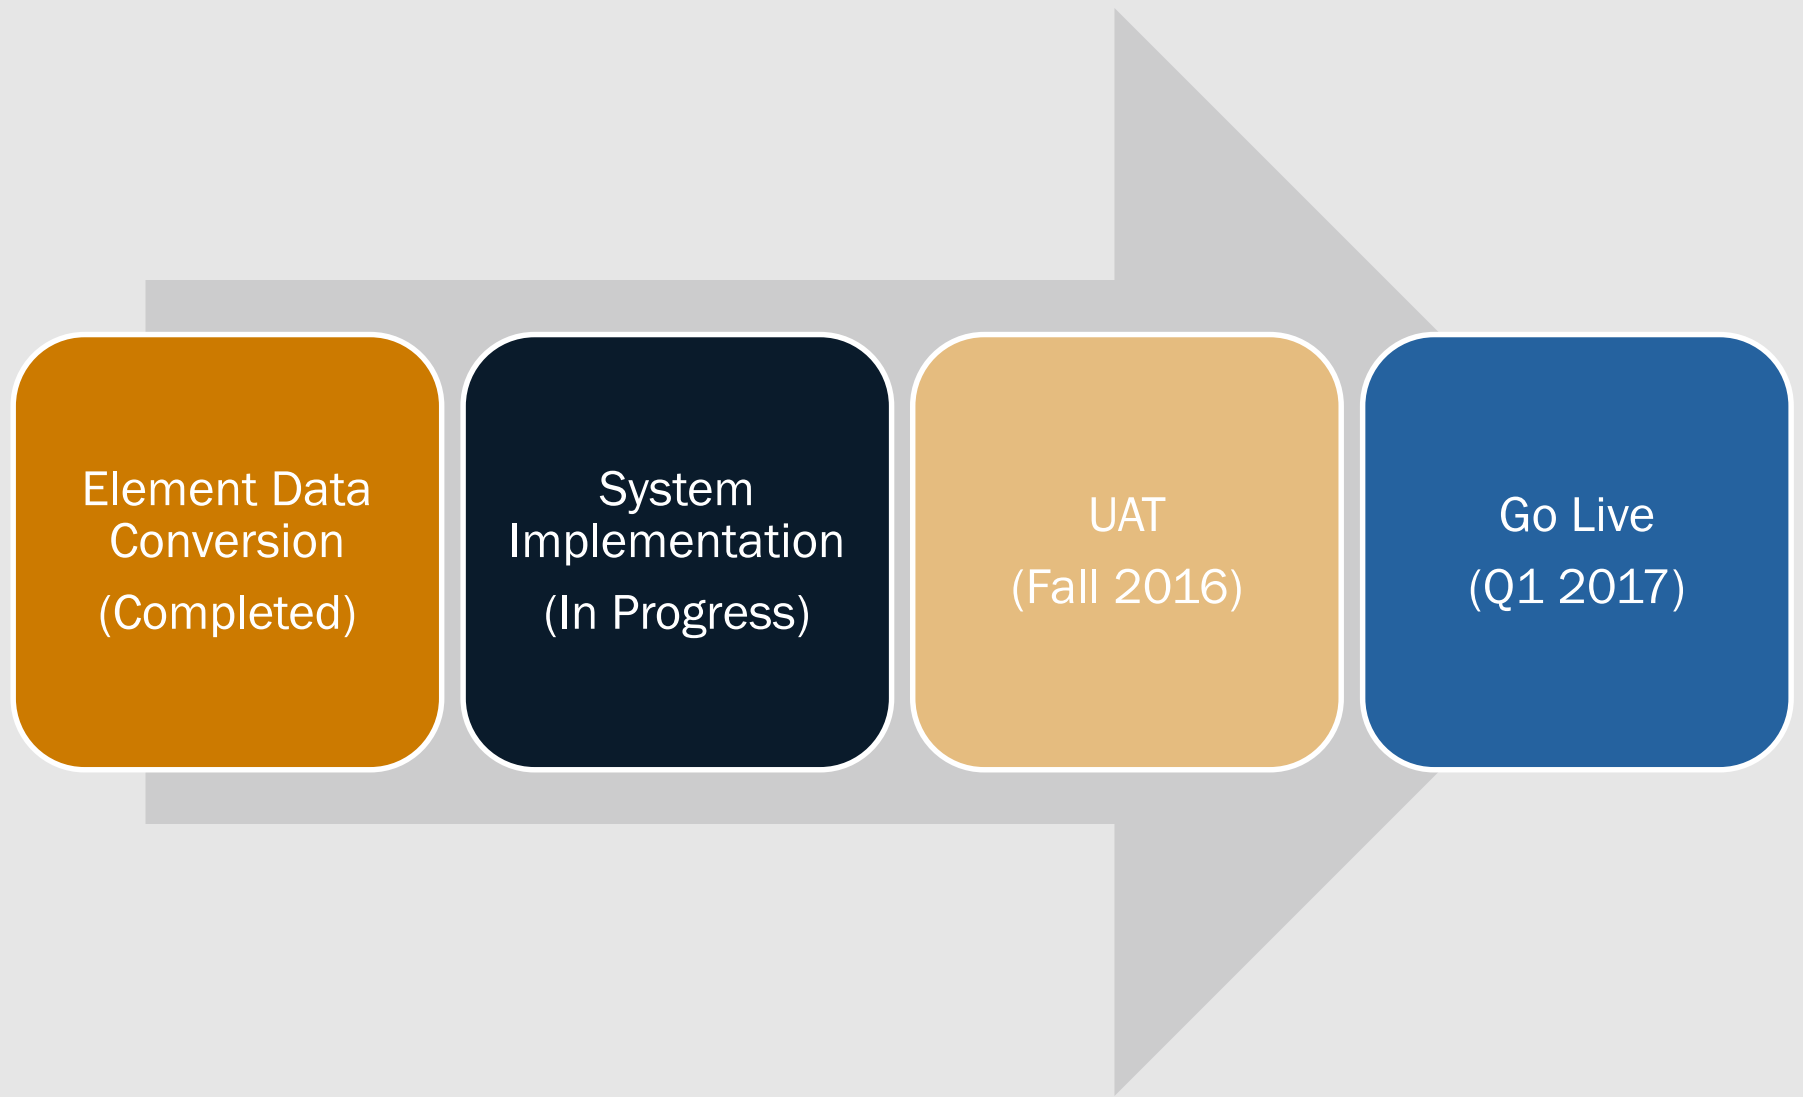 Element Data
Conversion
(Completed)
System
Implementation
(In Progress)
UAT
(Fall 2016)
Go Live
(Q1 2017)